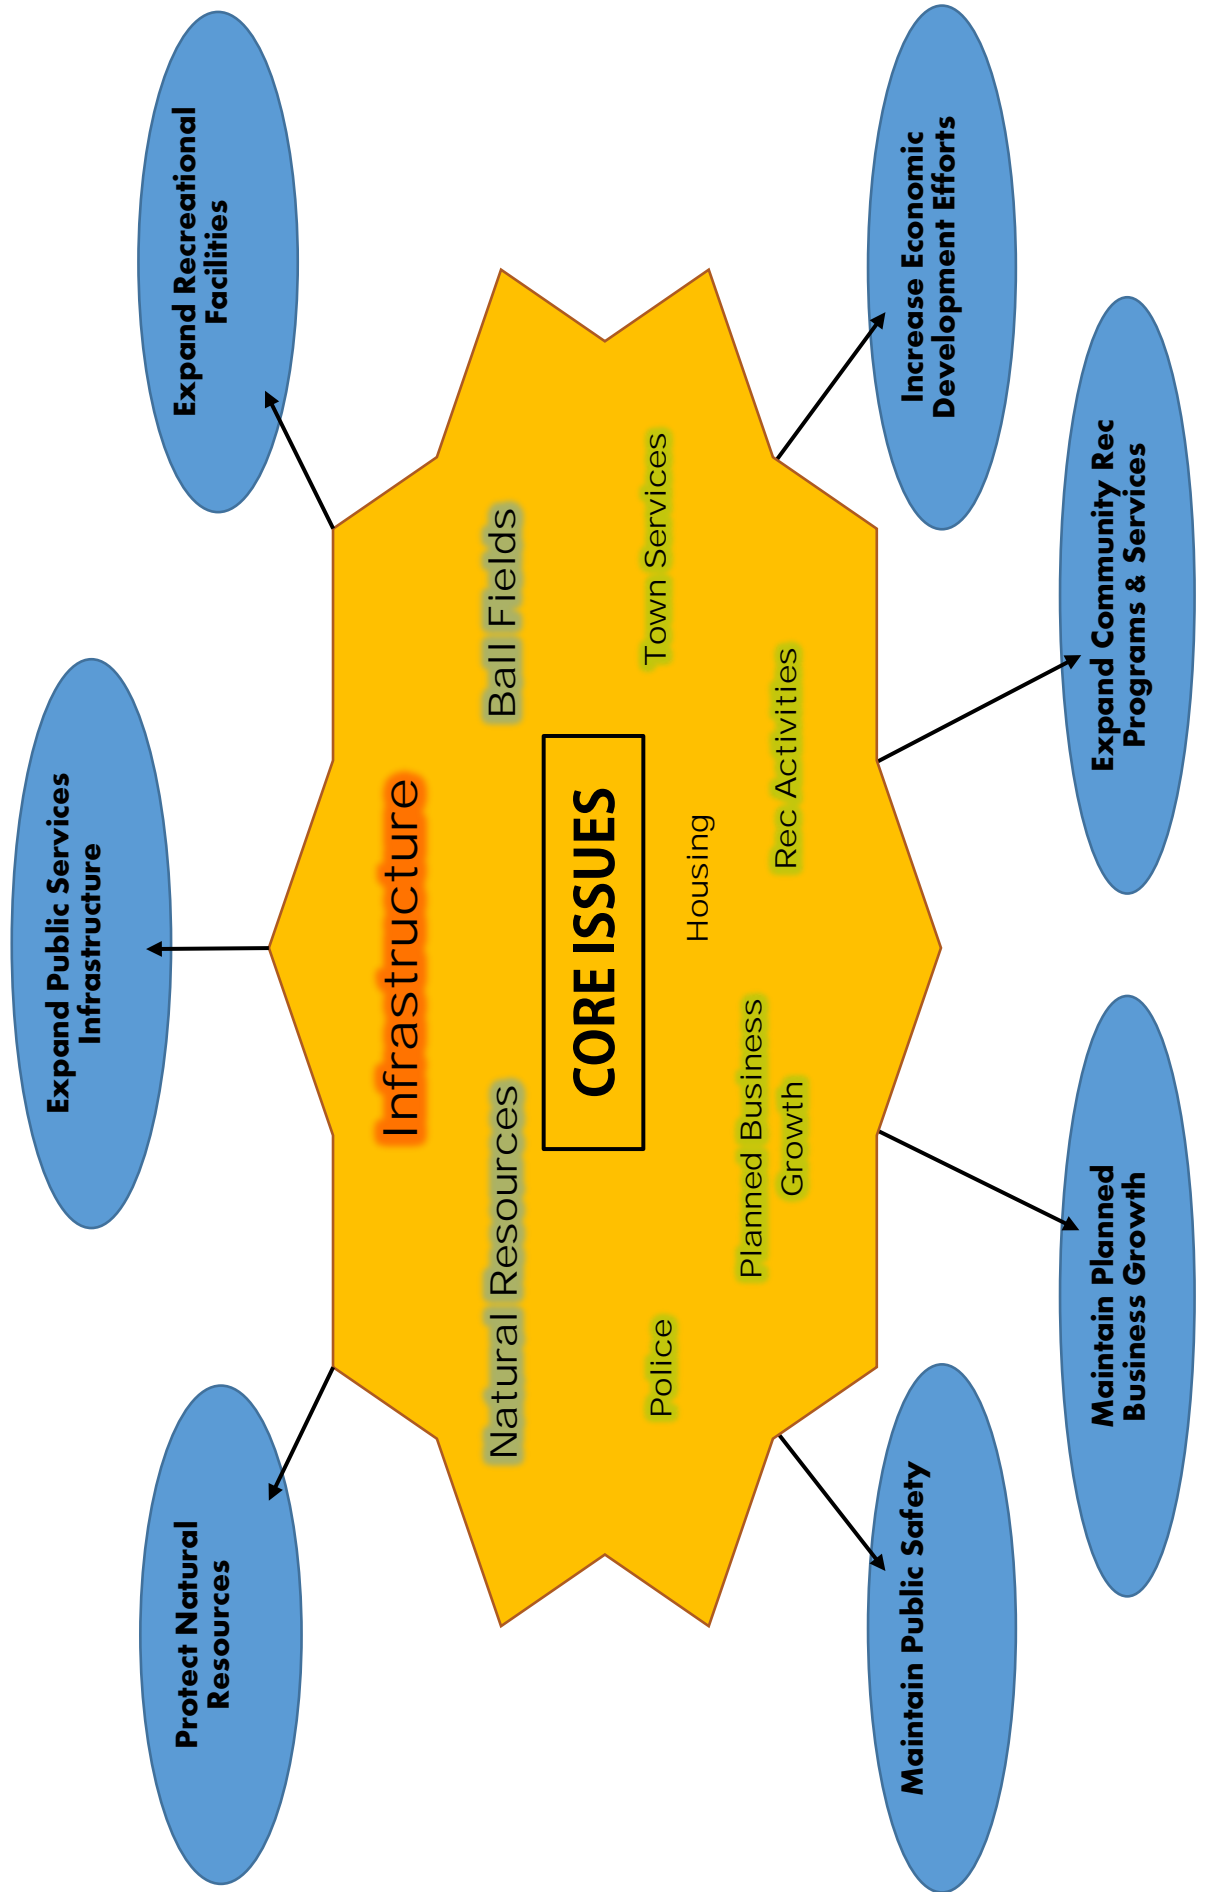 Expand Public Services
Infrastructure
Protect Natural
Resources
Expand Recreational
Facilities
Infrastructure
Natural Resources
Ball Fields
CORE ISSUES
Police
Town Services
Housing
Planned Business
Growth
Rec Activities
Maintain Public Safety
Increase Economic
Development Efforts
Maintain Planned
Business Growth
Expand Community Rec
Programs & Services